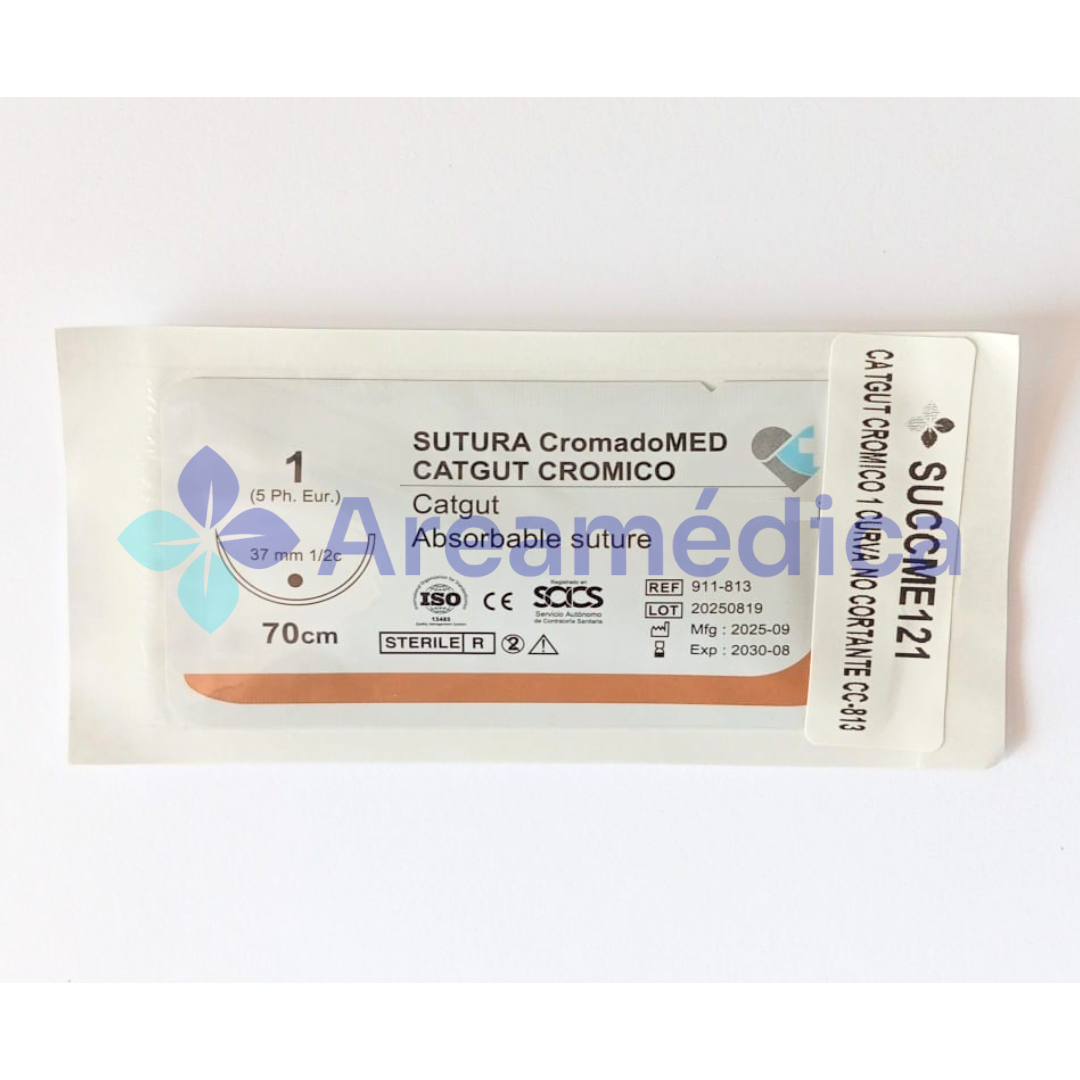 1
(5 Ph. Eur.)
37 mm 1/2c
70cm
SUTURA CromadoMED
CATGUT CROMICO
Catgut
Absorbable suture
ISO
13485
CE
Registrado en
SACS
Servicio Autónomo
de Contraloría Sanitaria
STERILE R 2
REF 911-813
LOT 20250819
Mfg : 2025-09
Exp : 2030-08
SUCCME121
CATGUT CROMICO 1 CURVA NO CORTANTE CC-813
Areamédica